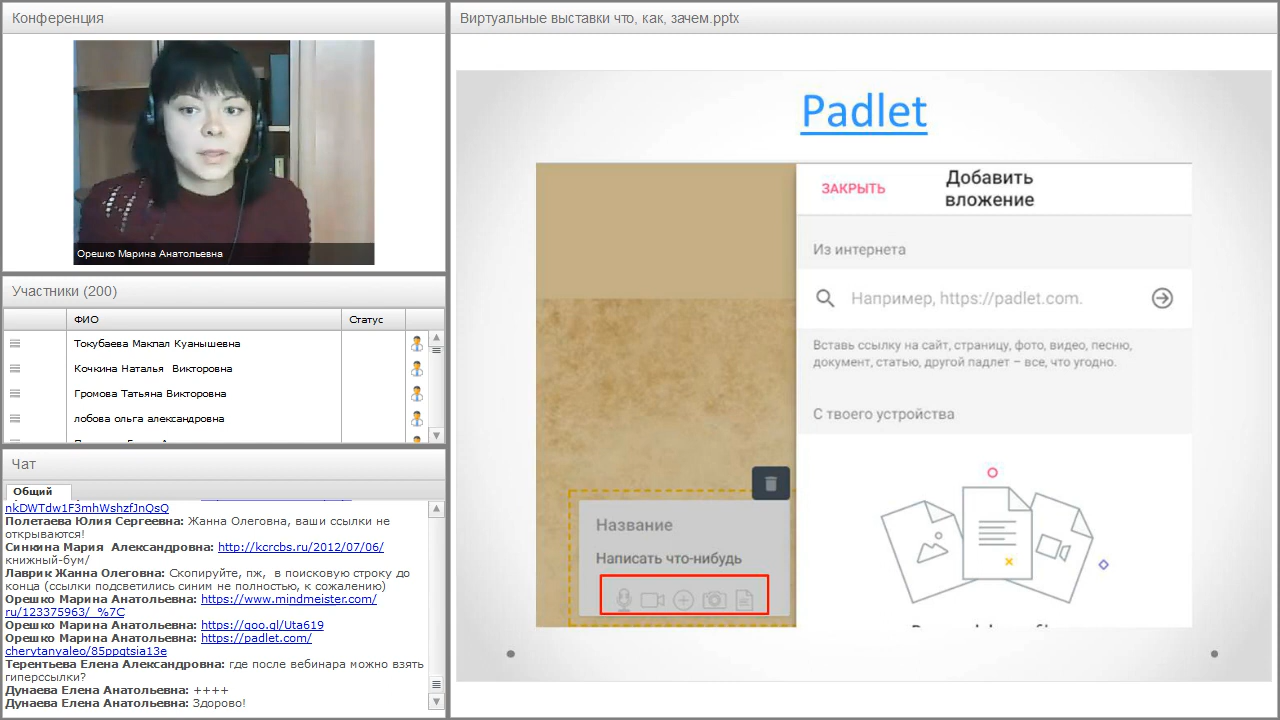 Конференция
Орешко Марина Анатольевна
Участники (200)
ФИО
Статус
Токубаева Макпал Куанышевна
Кочкина Наталья Викторовна
Громова Татьяна Викторовна
лобова ольга александровна
Чат
Общий
nkDWTdw1F3mhWshzfJnQsQ
Полетаева Юлия Сергеевна: Жанна Олеговна, ваши ссылки не
открываются!
Синкина Мария Александровна: http://kcrcbs.ru/2012/07/06/
книжный-бум/
Лаврик Жанна Олеговна: Скопируйте, пж, в поисковую строку до
конца (ссылки подсветились синим не полностью, к сожалению)
Орешко Марина Анатольевна: https://www.mindmeister.com/
ru/123375963/_%7C
Орешко Марина Анатольевна: https://goo.gl/Uta619
Орешко Марина Анатольевна: https://padlet.com/
cherytanvaleo/85ppqtsia13e
Терентьева Елена Александровна: где после вебинара можно взять
гиперссылки?
Дунаева Елена Анатольевна: ++++
Дунаева Елена Анатольевна: Здорово!
Виртуальные выставки что, как, зачем.pptx
Padlet
ЗАКРЫТЬ
Добавить
вложение
Из интернета
Например, https://padlet.com.
Вставь ссылку на сайт, страницу, фото, видео, песню,
документ, статью, другой падлет – все, что угодно.
С твоего устройства
Название
Написать что-нибудь